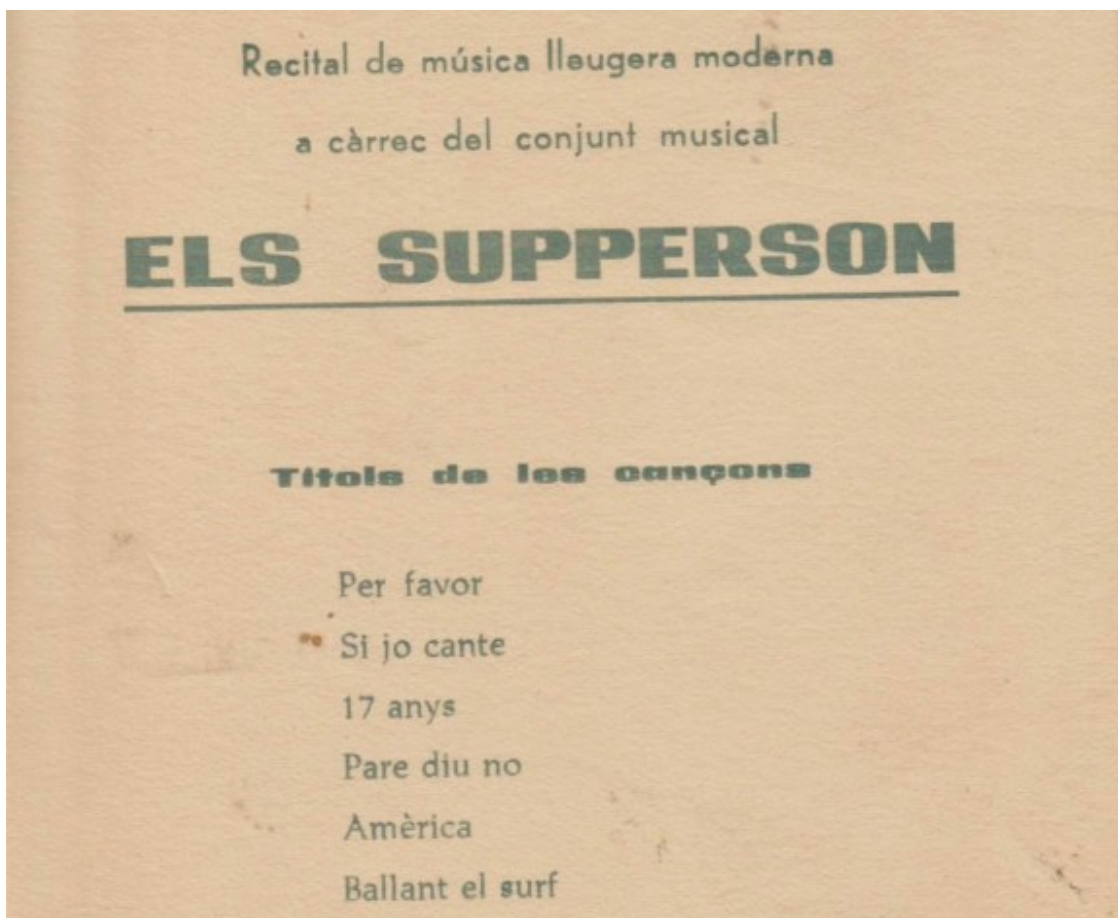 Recital de música lleugera moderna
a càrrec del conjunt musical
ELS SUPPERSON
Títols de les cançons
Per favor
Si jo cante
17 anys
Pare diu no
Amèrica
Ballant el surf